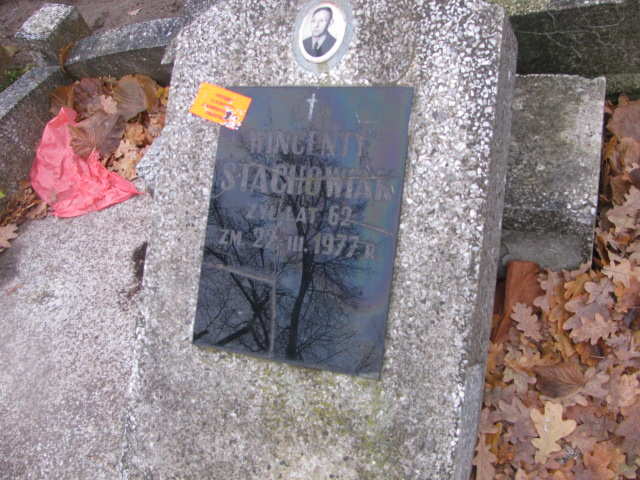 WINCENTY
STACHOWIAK
ŻYŁ LAT 62
ZM. 22. III. 1977 R.